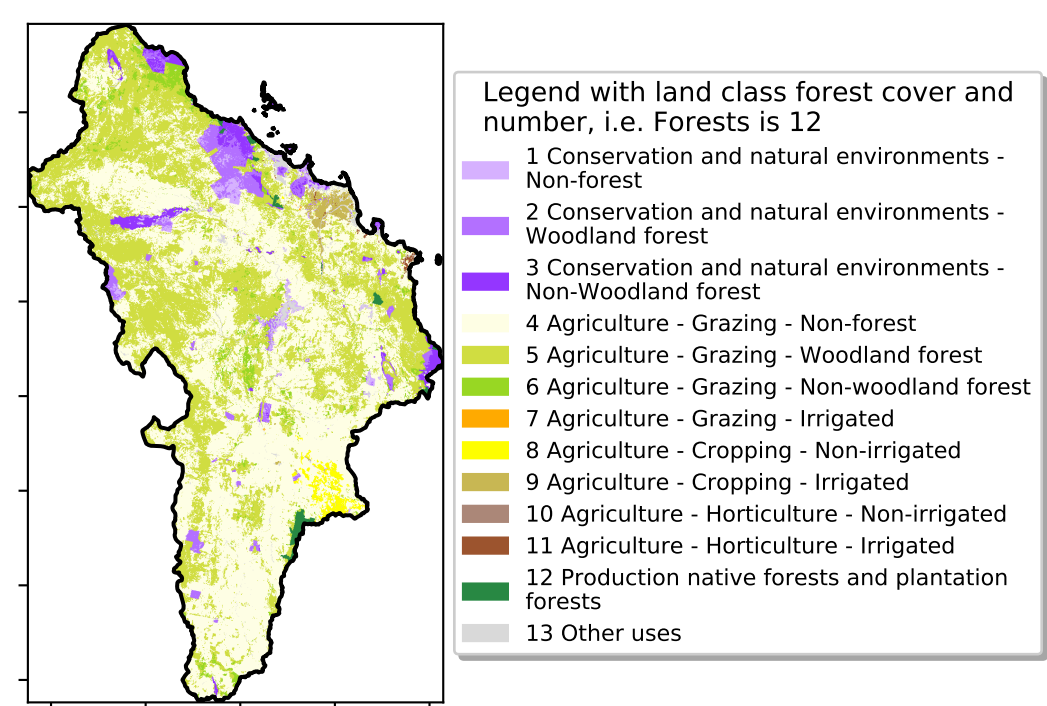 Legend with land class forest cover and
number, i.e. Forests is 12
1 Conservation and natural environments -
Non-forest
2 Conservation and natural environments -
Woodland forest
3 Conservation and natural environments -
Non-Woodland forest
4 Agriculture - Grazing - Non-forest
5 Agriculture - Grazing - Woodland forest
6 Agriculture - Grazing - Non-woodland forest
7 Agriculture - Grazing - Irrigated
8 Agriculture - Cropping - Non-irrigated
9 Agriculture - Cropping - Irrigated
10 Agriculture - Horticulture - Non-irrigated
11 Agriculture - Horticulture - Irrigated
12 Production native forests and plantation
forests
13 Other uses